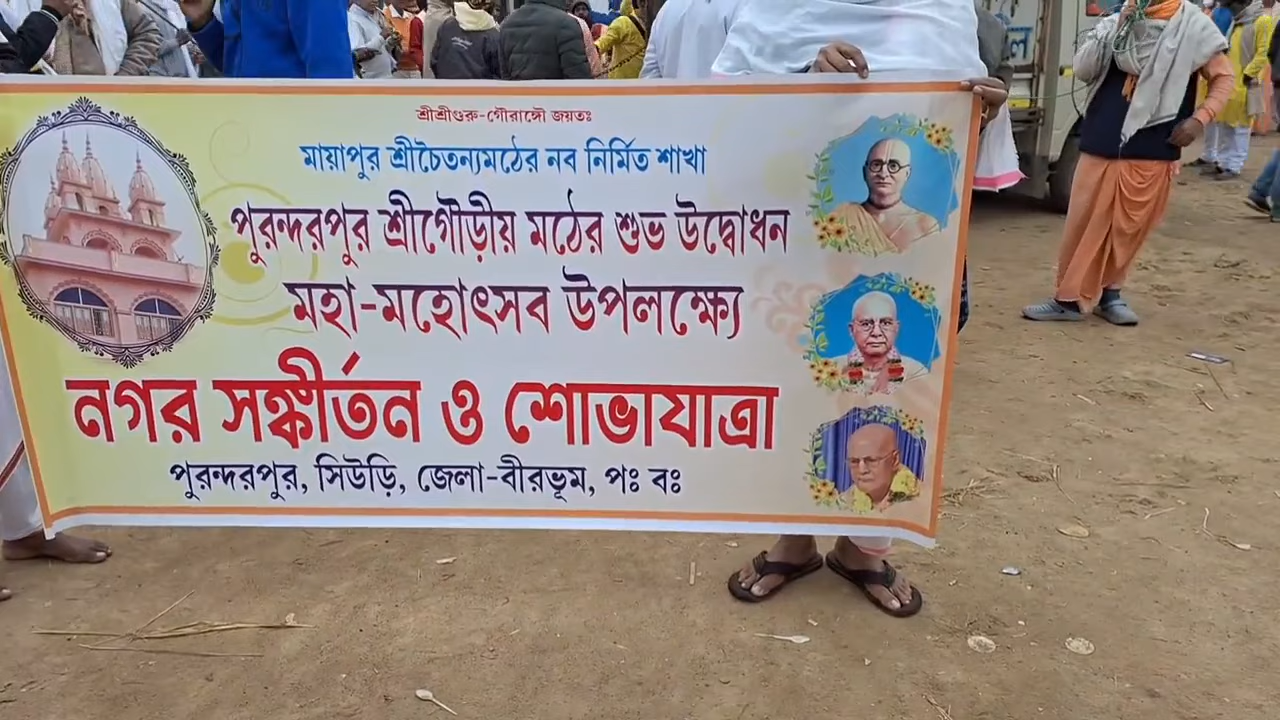 শ্রীশ্রীগুরু-গৌরাঙ্গৌ জয়তঃ
মায়াপুর শ্রীচৈতন্যমঠের নব নির্মিত শাখা
পুরন্দরপুর শ্রীগৌড়ীয় মঠের শুভ উদ্বোধন
মহা-মহোৎসব উপলক্ষ্যে
নগর সঙ্কীর্তন ও শোভাযাত্রা
পুরন্দরপুর, সিউড়ি, জেলা-বীরভূম, পঃ বঃ